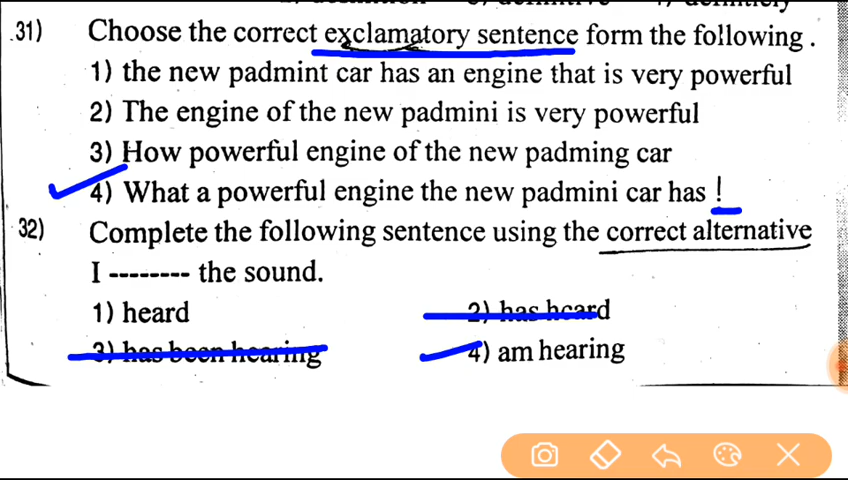 31) Choose the correct exclamatory sentence form the following .
1) the new padmint car has an engine that is very powerful
2) The engine of the new padmini is very powerful
3) How powerful engine of the new padming car
4) What a powerful engine the new padmini car has !
32) Complete the following sentence using the correct alternative
I -------- the sound.
1) heard 2) has heard
3) has been hearing 4) am hearing